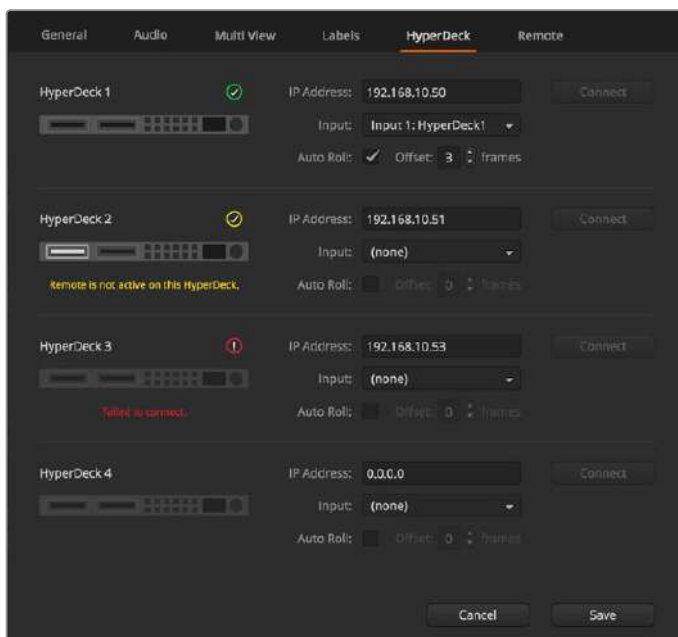 General Audio Multi View Labels HyperDeck Remote
HyperDeck 1 IP Address: 192.168.10.50 Connect
Input: Input 1: HyperDeck1
Auto Roll: Offset: 3 frames
HyperDeck 2 IP Address: 192.168.10.51 Connect
Input: (none)
Remote is not active on this HyperDeck. Auto Roll: Offset: 0 frames
HyperDeck 3 IP Address: 192.168.10.53 Connect
Input: (none)
Failed to connect. Auto Roll: Offset: 0 frames
HyperDeck 4 IP Address: 0.0.0.0 Connect
Input: (none)
Auto Roll: Offset: 0 frames
Cancel Save